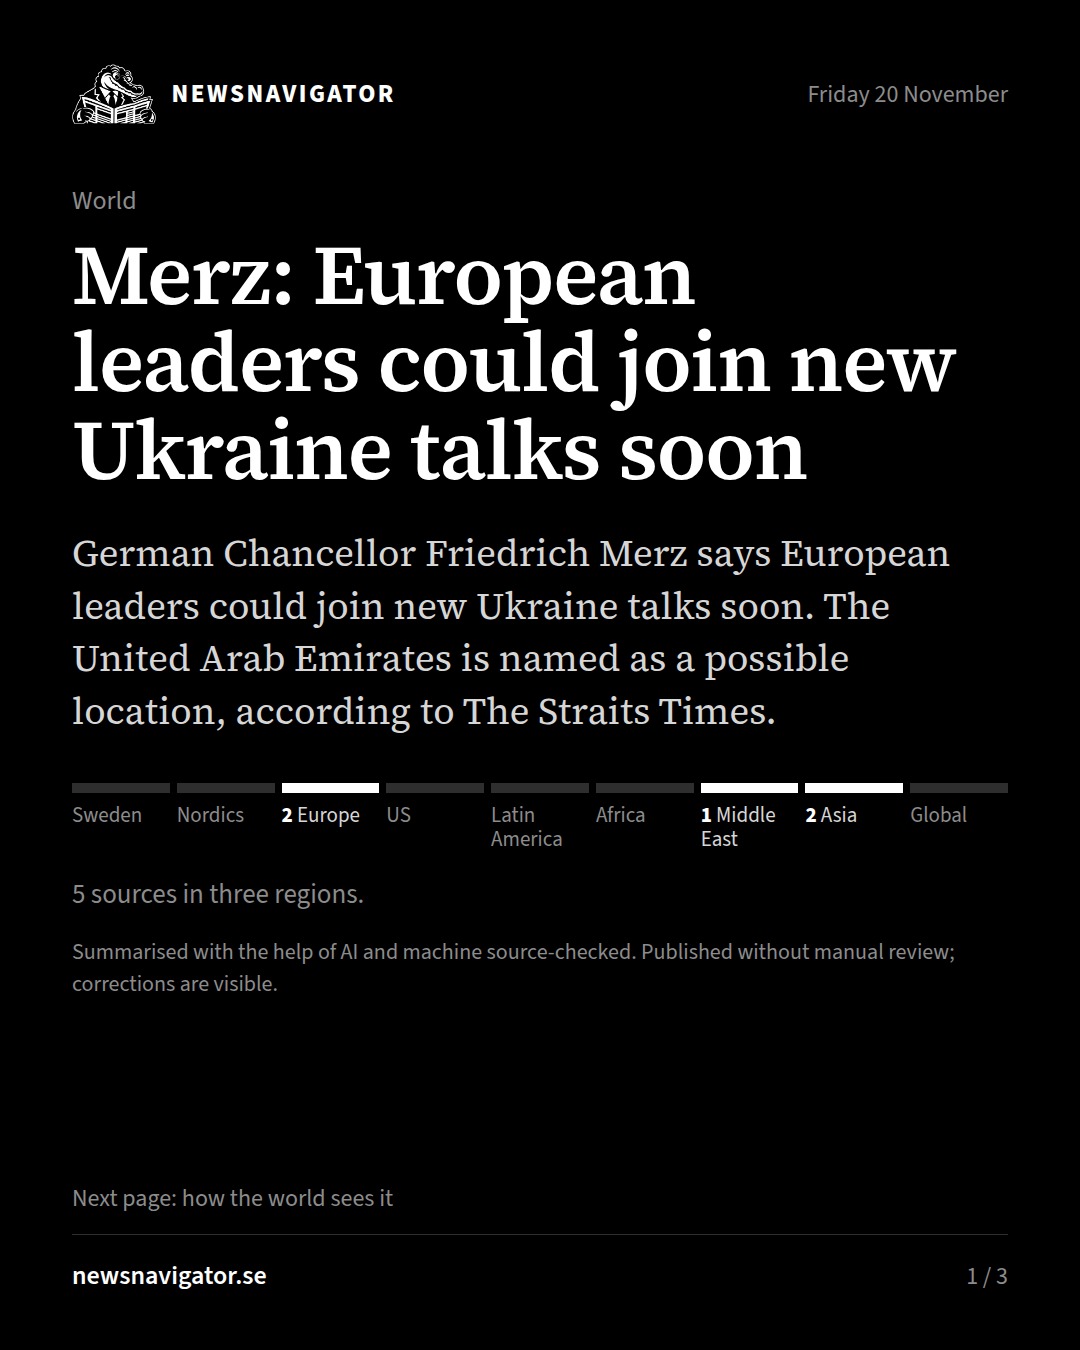 NEWSNAVIGATOR
Friday 20 November
World
Merz: European
leaders could join new
Ukraine talks soon
German Chancellor Friedrich Merz says European
leaders could join new Ukraine talks soon. The
United Arab Emirates is named as a possible
location, according to The Straits Times.
Sweden
Nordics
2 Europe
US
Latin
America
Africa
1 Middle
East
2 Asia
Global
5 sources in three regions.
Summarised with the help of AI and machine source-checked. Published without manual review;
corrections are visible.
Next page: how the world sees it
newsnavigator.se
1 / 3